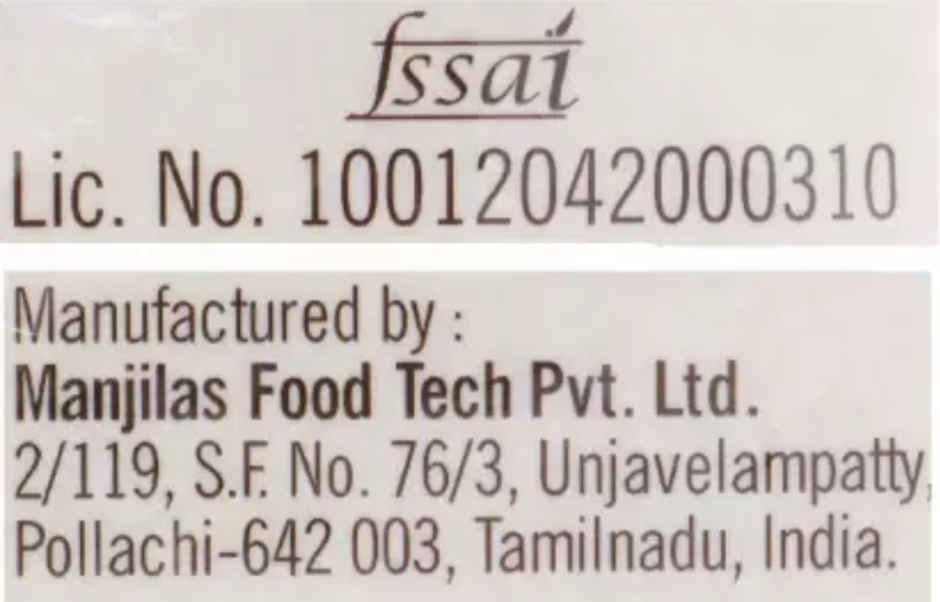 fssai
Lic. No. 10012042000310
Manufactured by :
Manjilas Food Tech Pvt. Ltd.
2/119, S.F. No. 76/3, Unjavelampatty,
Pollachi-642 003, Tamilnadu, India.